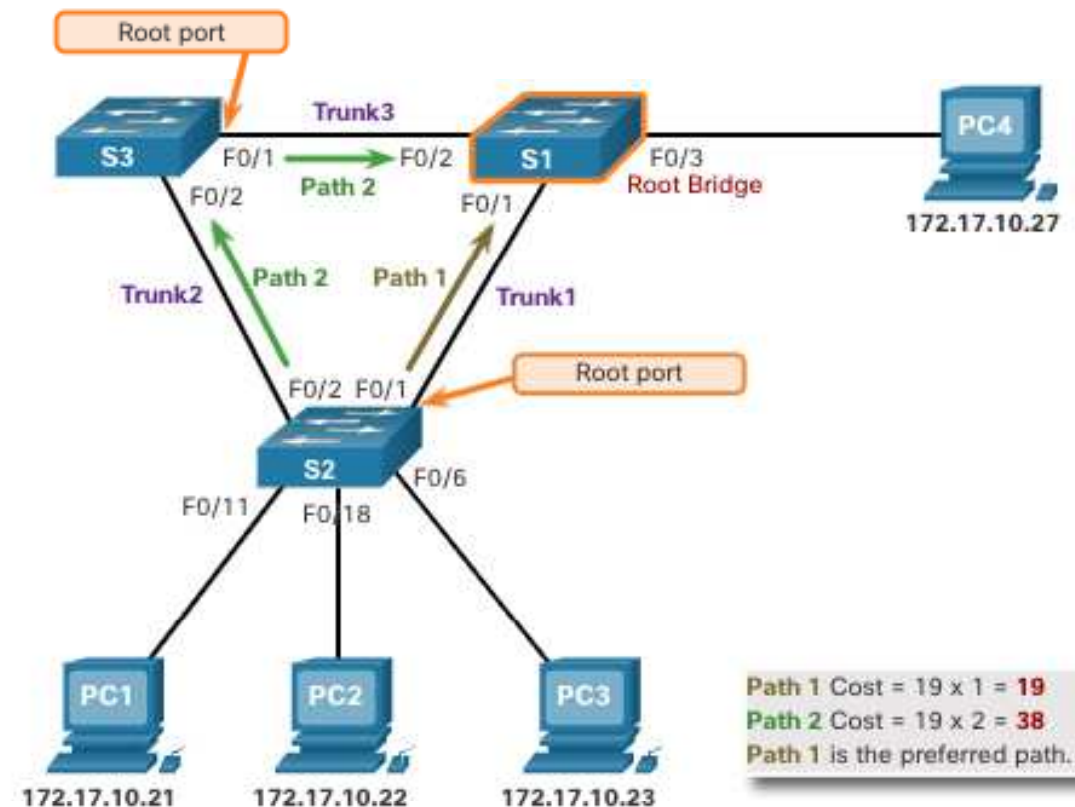 Root port
Trunk3
S3
S1
PC4
F0/1
F0/2
F0/3
Path 2
Root Bridge
F0/2
F0/1
172.17.10.27
Path 2
Path 1
Trunk2
Trunk1
Root port
F0/2
F0/1
S2
F0/6
F0/11
F0/18
PC1
PC2
PC3
Path 1 Cost = 19 x 1 = 19
Path 2 Cost = 19 x 2 = 38
Path 1 is the preferred path.
172.17.10.21
172.17.10.22
172.17.10.23